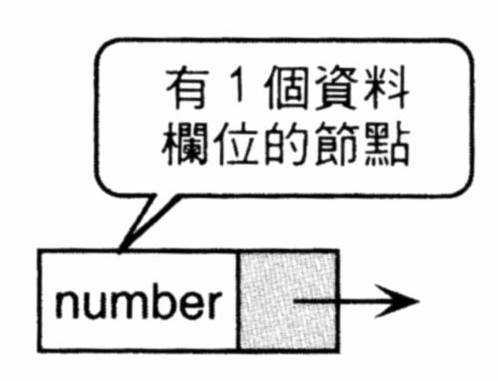 有 1 個資料
欄位的節點
number